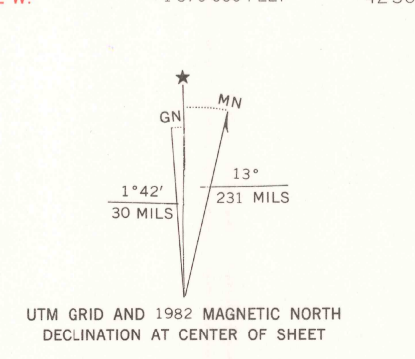 MN
GN
13°
231 MILS
1°42'
30 MILS
UTM GRID AND 1982 MAGNETIC NORTH
DECLINATION AT CENTER OF SHEET